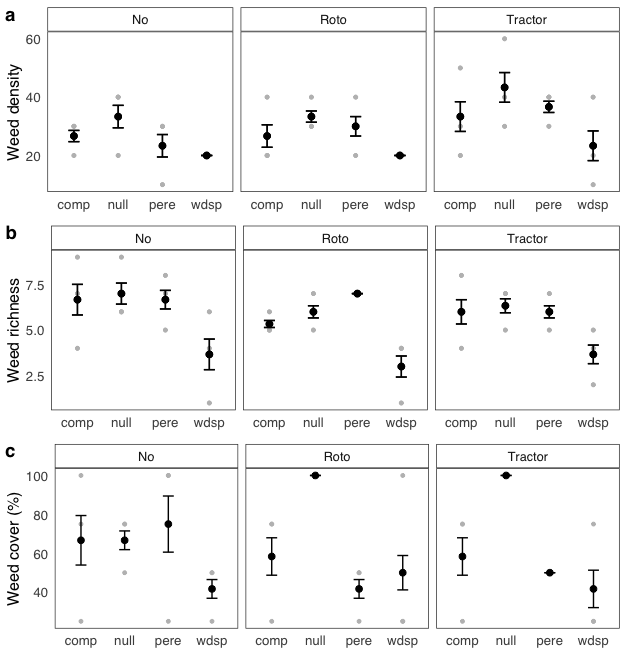 a
No Roto Tractor
Weed density
60
40
20
comp null pere wdsp comp null pere wdsp comp null pere wdsp
b
No Roto Tractor
Weed richness
7.5
5.0
2.5
comp null pere wdsp comp null pere wdsp comp null pere wdsp
c
No Roto Tractor
Weed cover (%)
100
80
60
40
comp null pere wdsp comp null pere wdsp comp null pere wdsp